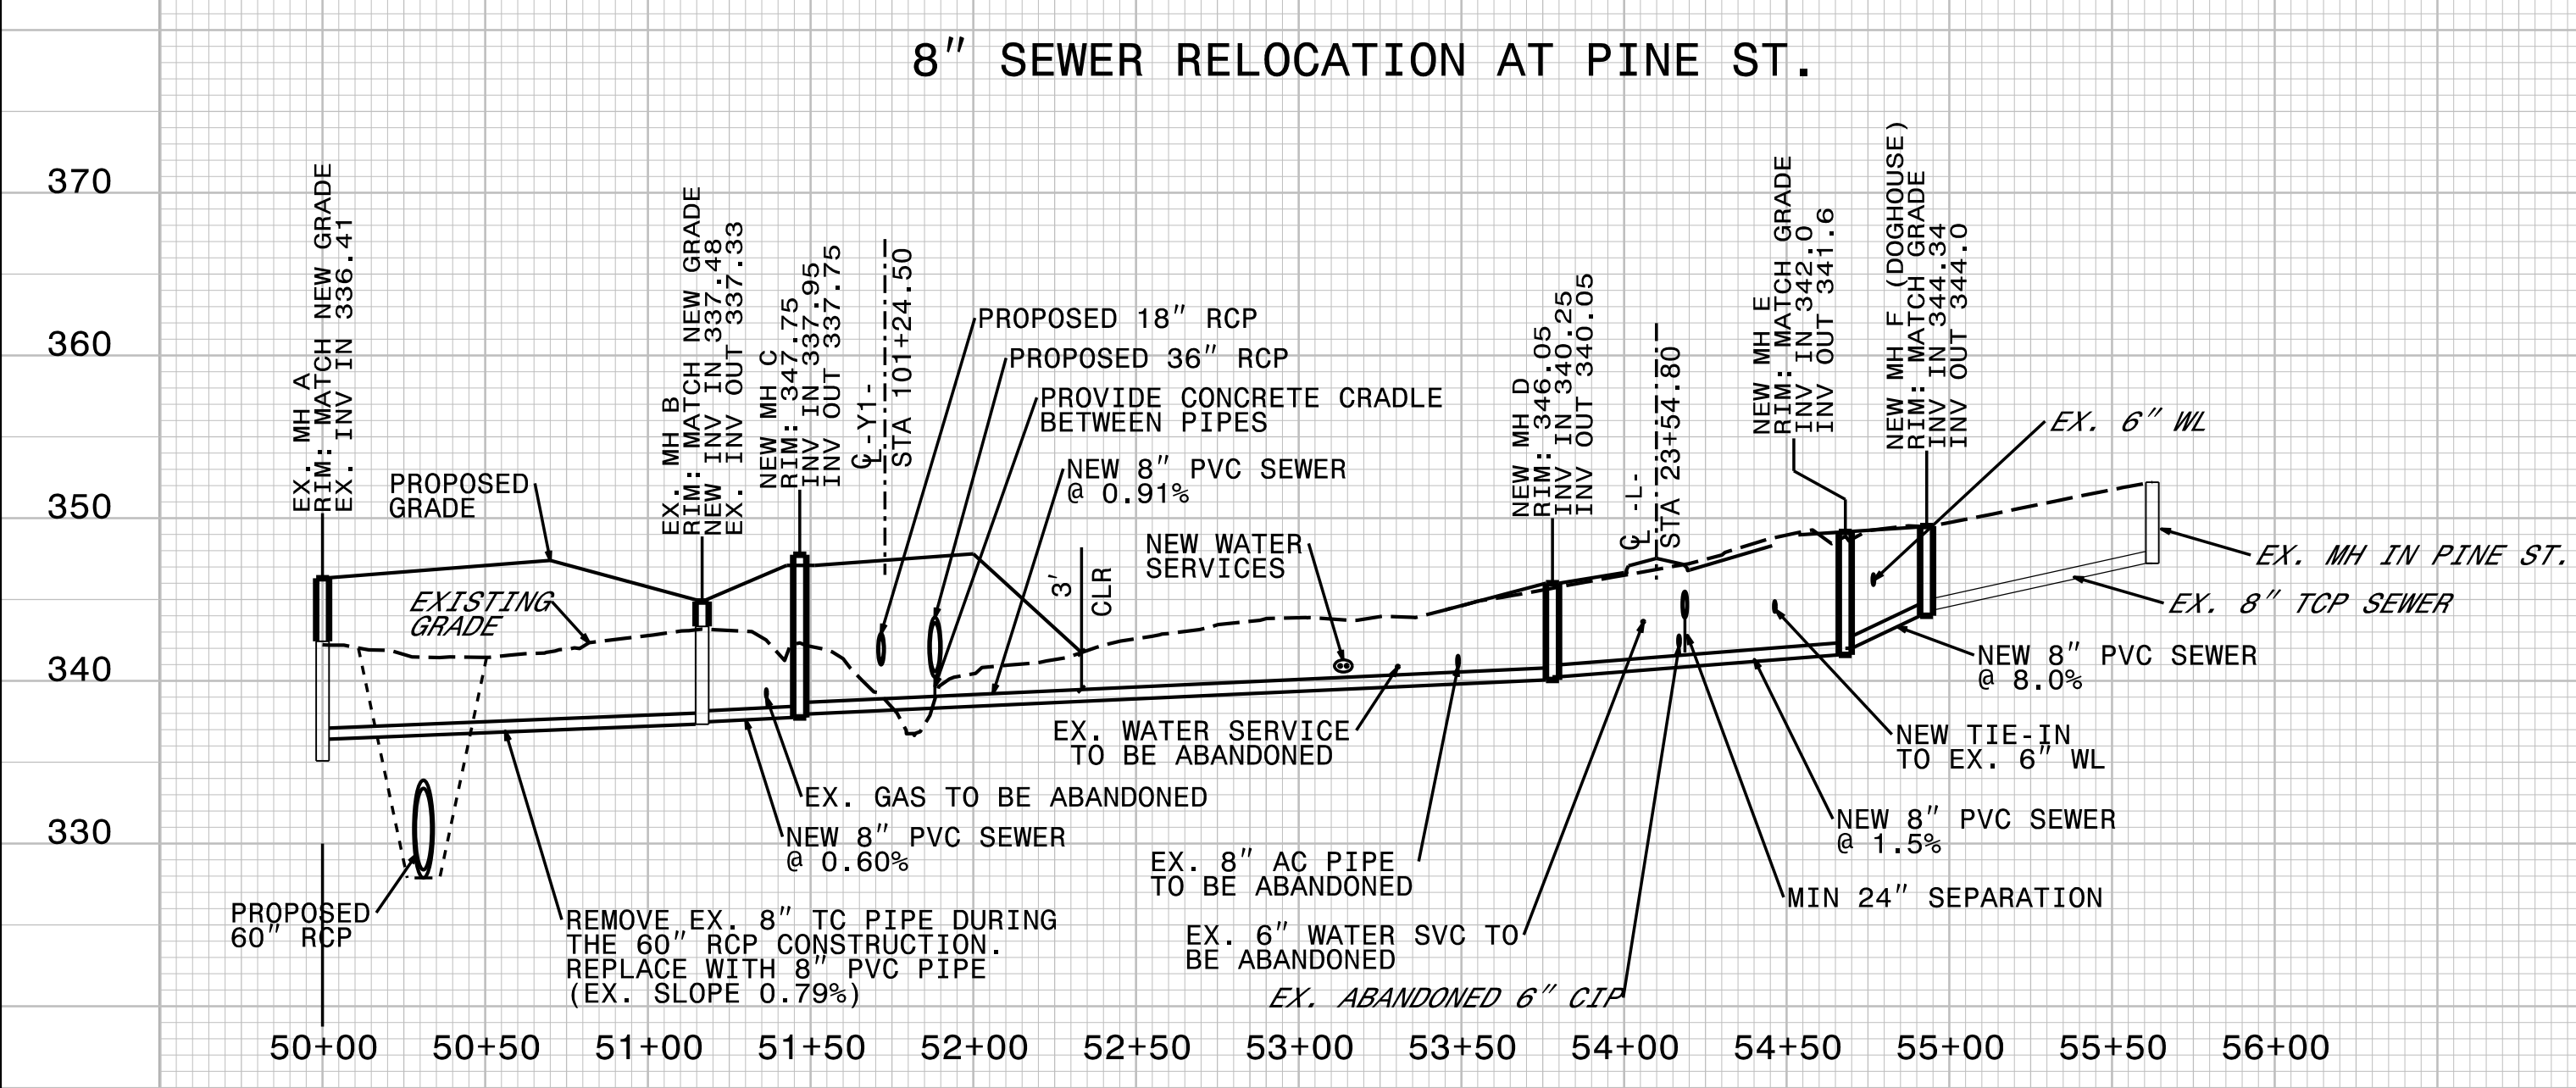 8" SEWER RELOCATION AT PINE ST.
370
360
350
340
330
EX. MH A
RIM: MATCH NEW GRADE
EX. INV IN 336.41
PROPOSED
GRADE
EXISTING
GRADE
EX. MH B
RIM: MATCH NEW GRADE
NEW INV IN 337.48
EX. INV OUT 337.33
NEW MH C
RIM: 347.75
INV IN 337.95
INV OUT 337.75
CL -Y1-
STA 101+24.50
PROPOSED 18" RCP
PROPOSED 36" RCP
PROVIDE CONCRETE CRADLE
BETWEEN PIPES
NEW 8" PVC SEWER
@ 0.91%
3'
CLR
NEW WATER
SERVICES
NEW MH D
RIM: 346.05
INV IN 340.25
INV OUT 340.05
CL -L-
STA 23+54.80
NEW MH E
RIM: MATCH GRADE
INV IN 342.0
INV OUT 341.6
NEW MH F (DOGHOUSE)
RIM: MATCH GRADE
INV IN 344.34
INV OUT 344.0
EX. 6" WL
EX. MH IN PINE ST.
EX. 8" TCP SEWER
NEW 8" PVC SEWER
@ 8.0%
NEW TIE-IN
TO EX. 6" WL
NEW 8" PVC SEWER
@ 1.5%
MIN 24" SEPARATION
EX. WATER SERVICE
TO BE ABANDONED
EX. GAS TO BE ABANDONED
NEW 8" PVC SEWER
@ 0.60%
EX. 8" AC PIPE
TO BE ABANDONED
EX. 6" WATER SVC TO
BE ABANDONED
EX. ABANDONED 6" CIP
PROPOSED
60" RCP
REMOVE EX. 8" TC PIPE DURING
THE 60" RCP CONSTRUCTION.
REPLACE WITH 8" PVC PIPE
(EX. SLOPE 0.79%)
50+00 50+50 51+00 51+50 52+00 52+50 53+00 53+50 54+00 54+50 55+00 55+50 56+00